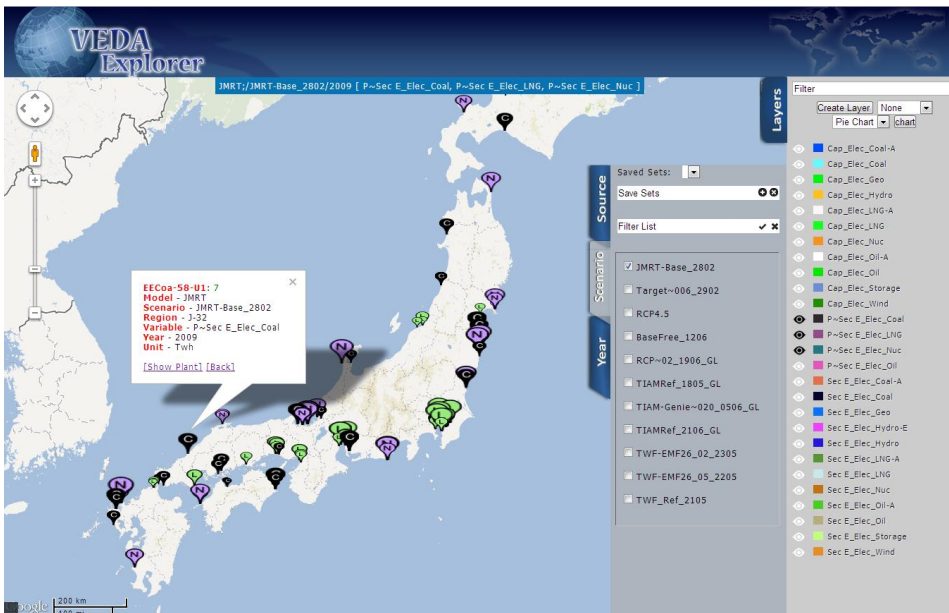 VEDA
Explorer
JMRT;/JMRT-Base_2802/2009 [ P~Sec E_Elec_Coal, P~Sec E_Elec_LNG, P~Sec E_Elec_Nuc ]
EECoa-58-U1: 7
Model - JMRT
Scenario - JMRT-Base_2802
Region - J-32
Variable - P~Sec E_Elec_Coal
Year - 2009
Unit - Twh
[Show Plant] [Back]
200 km
100 mi
Source
Scenario
Year
Saved Sets:
Save Sets
Filter List
JMRT-Base_2802
Target~006_2902
RCP4.5
BaseFree_1206
RCP~02_1906_GL
TIAMRef_1805_GL
TIAM-Genie~020_0506_GL
TIAMRef_2106_GL
TWF-EMF26_02_2305
TWF-EMF26_05_2205
TWF_Ref_2105
Layers
Filter
Create Layer None
Pie Chart chart
Cap_Elec_Coal-A
Cap_Elec_Coal
Cap_Elec_Geo
Cap_Elec_Hydro
Cap_Elec_LNG-A
Cap_Elec_LNG
Cap_Elec_Nuc
Cap_Elec_Oil-A
Cap_Elec_Oil
Cap_Elec_Storage
Cap_Elec_Wind
P~Sec E_Elec_Coal
P~Sec E_Elec_LNG
P~Sec E_Elec_Nuc
P~Sec E_Elec_Oil
Sec E_Elec_Coal-A
Sec E_Elec_Coal
Sec E_Elec_Geo
Sec E_Elec_Hydro-E
Sec E_Elec_Hydro
Sec E_Elec_LNG-A
Sec E_Elec_LNG
Sec E_Elec_Nuc
Sec E_Elec_Oil-A
Sec E_Elec_Oil
Sec E_Elec_Storage
Sec E_Elec_Wind